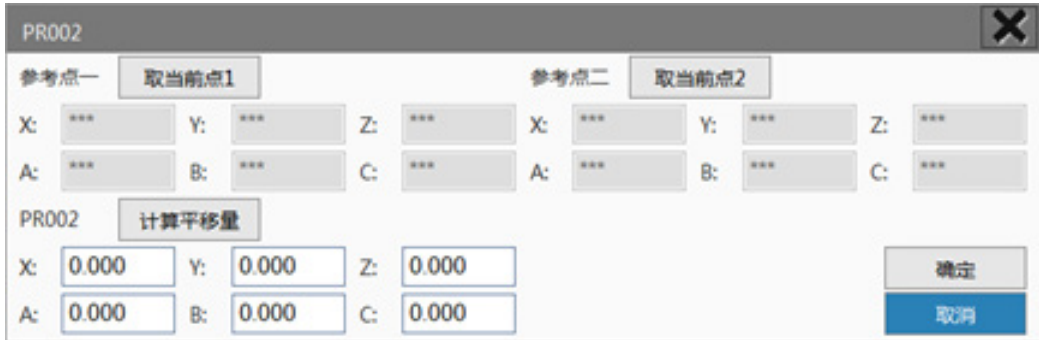 PR002
参考点一 取当前点1 参考点二 取当前点2
X: *** Y: *** Z: *** X: *** Y: *** Z: ***
A: *** B: *** C: *** A: *** B: *** C: ***
PR002 计算平移量
X: 0.000 Y: 0.000 Z: 0.000 确定
A: 0.000 B: 0.000 C: 0.000 取消